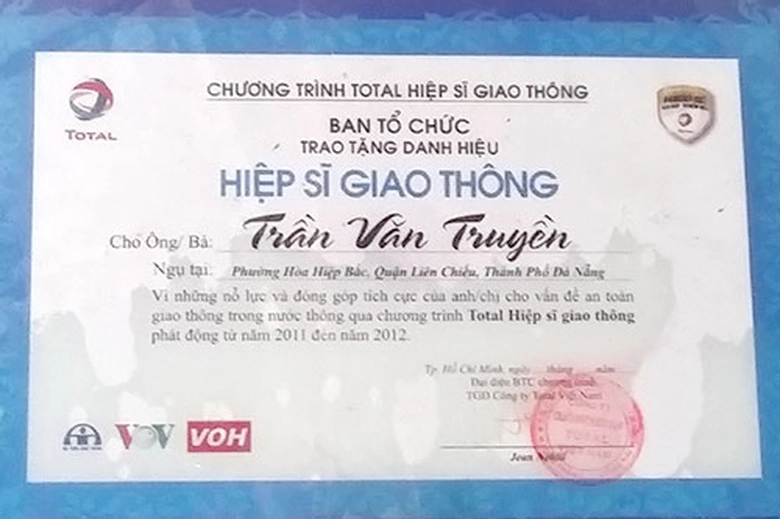 TOTAL
CHƯƠNG TRÌNH TOTAL HIỆP SĨ GIAO THÔNG
BAN TỔ CHỨC
TRAO TẶNG DANH HIỆU
HIỆP SĨ GIAO THÔNG
Cho Ông/ Bà: Trần Văn Truyền
Ngụ tại: Phường Hòa Hiệp Bắc, Quận Liên Chiểu, Thành Phố Đà Nẵng
Vì những nỗ lực và đóng góp tích cực của anh/chị cho vấn đề an toàn
giao thông trong nước thông qua chương trình Total Hiệp sĩ giao thông
phát động từ năm 2011 đến năm 2012.
Tp. Hồ Chí Minh, ngày tháng năm
Đại diện BTC chương trình
TGĐ Công ty Total Việt Nam
Jean
VOV
VOH